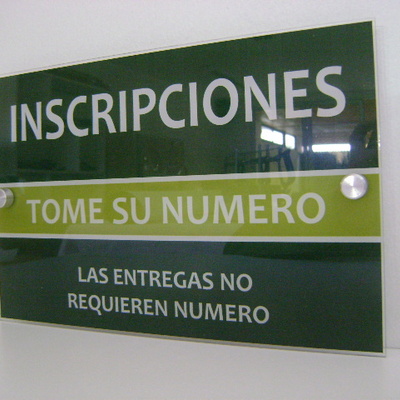 INSCRIPCIONES
TOME SU NUMERO
LAS ENTREGAS NO
REQUIEREN NUMERO